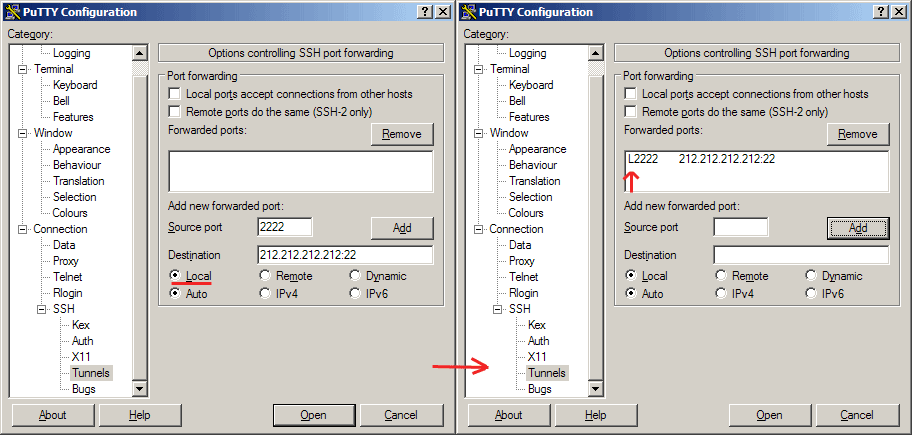 PuTTY Configuration
Category:
Logging
Terminal
Keyboard
Bell
Features
Window
Appearance
Behaviour
Translation
Selection
Colours
Connection
Data
Proxy
Telnet
Rlogin
SSH
Kex
Auth
X11
Tunnels
Bugs
Options controlling SSH port forwarding
Port forwarding
Local ports accept connections from other hosts
Remote ports do the same (SSH-2 only)
Forwarded ports:
Remove
Add new forwarded port:
Source port 2222 Add
Destination 212.212.212.212:22
Local Remote Dynamic
Auto IPv4 IPv6
About Help Open Cancel
PuTTY Configuration
Category:
Logging
Terminal
Keyboard
Bell
Features
Window
Appearance
Behaviour
Translation
Selection
Colours
Connection
Data
Proxy
Telnet
Rlogin
SSH
Kex
Auth
X11
Tunnels
Bugs
Options controlling SSH port forwarding
Port forwarding
Local ports accept connections from other hosts
Remote ports do the same (SSH-2 only)
Forwarded ports:
Remove
L2222 212.212.212.212:22
Add new forwarded port:
Source port Add
Destination
Local Remote Dynamic
Auto IPv4 IPv6
About Help Open Cancel